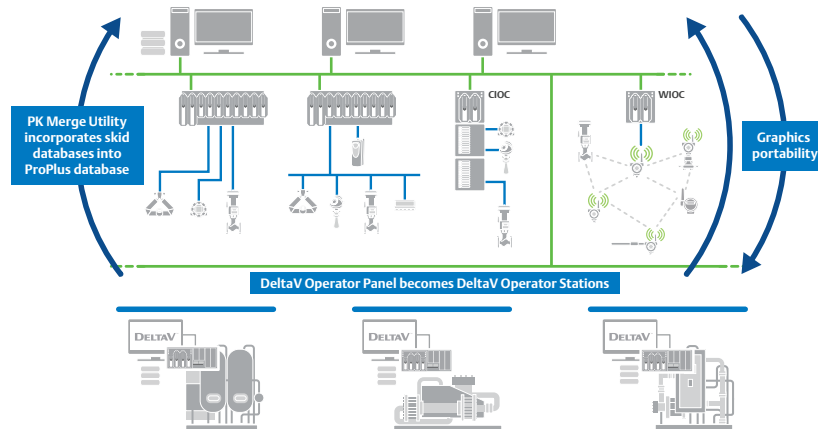 CIOC
WIOC
PK Merge Utility
incorporates skid
databases into
ProPlus database
Graphics
portability
DeltaV Operator Panel becomes DeltaV Operator Stations
DELTAV
DELTAV
DELTAV